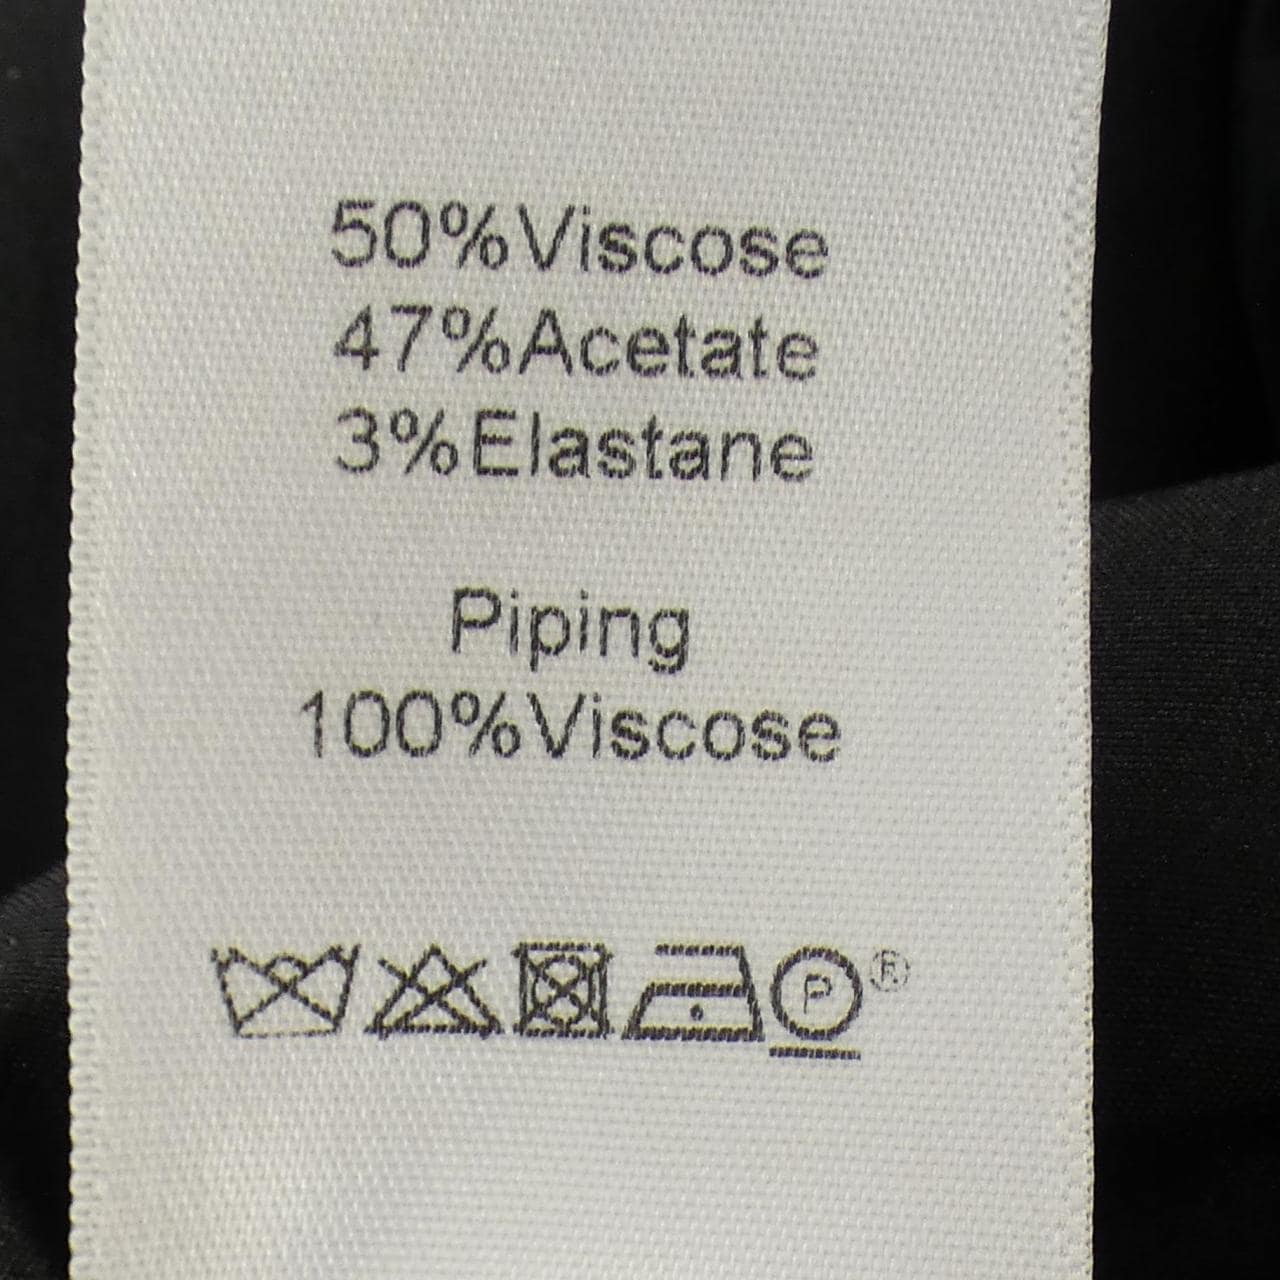 50%Viscose
47%Acetate
3%Elastane
Piping
100%Viscose
P ®